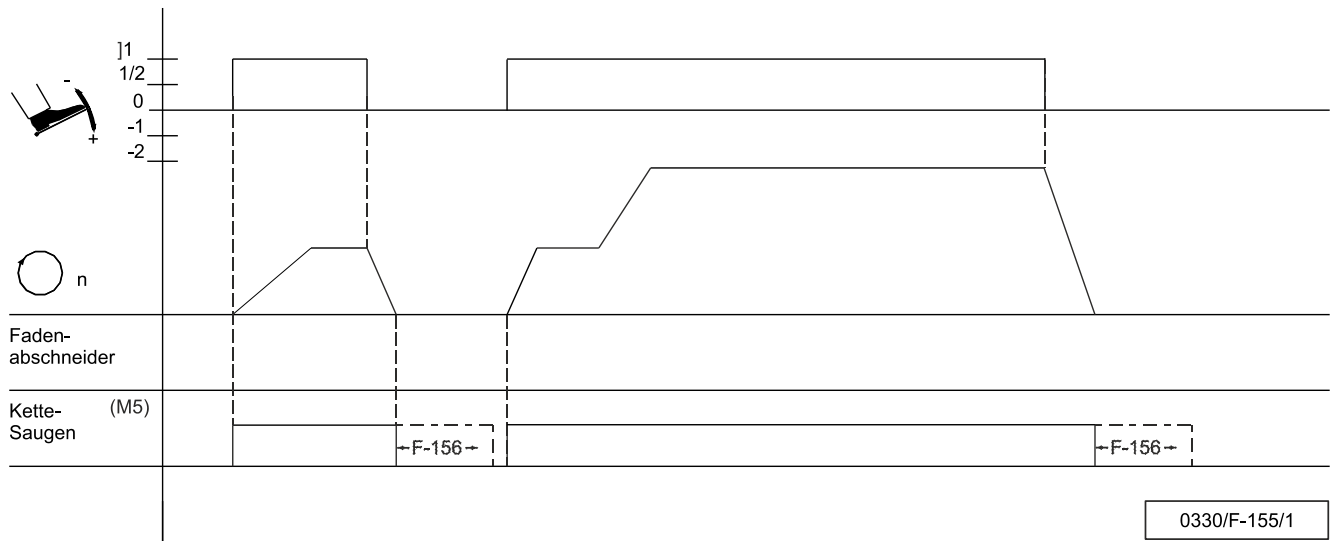 ]1
1/2
0
-1
-2
-
+
n
Faden-
abschneider
Kette- (M5)
Saugen
F-156
F-156
0330/F-155/1